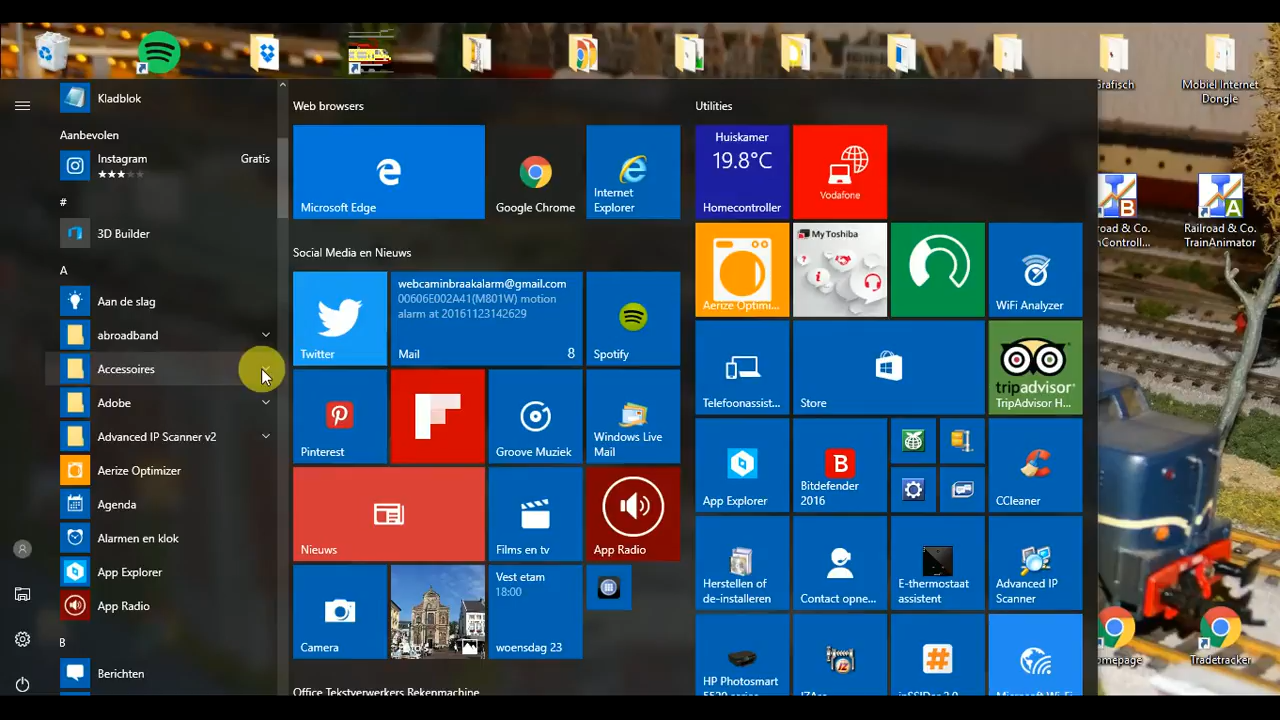 Grafisch
Mobiel Internet
Dongle
Kladblok
Aanbevolen
Instagram
Gratis
#
3D Builder
A
Aan de slag
abroadband
Accessoires
Adobe
Advanced IP Scanner v2
Aerize Optimizer
Agenda
Alarmen en klok
App Explorer
App Radio
B
Berichten
Web browsers
Microsoft Edge
Google Chrome
Internet
Explorer
Social Media en Nieuws
Twitter
webcaminbraakalarm@gmail.com
00606E002A41(M801W) motion
alarm at 20161123142629
Mail
8
Spotify
Pinterest
Groove Muziek
Windows Live
Mail
Nieuws
Films en tv
App Radio
Camera
Vest etam
18:00
woensdag 23
Office Tekstverwerkers Rekenmachine
Utilities
Huiskamer
19.8°C
Homecontroller
Vodafone
Aerize Optimi...
My Toshiba
WiFi Analyzer
Telefoonassist...
Store
tripadvisor
TripAdvisor H...
App Explorer
B
Bitdefender
2016
CCleaner
Herstellen of
de-installeren
Contact opne...
E-thermostaat
assistent
Advanced IP
Scanner
HP Photosmart
B
Railroad & Co.
TrainAnimator
A
Tradetracker